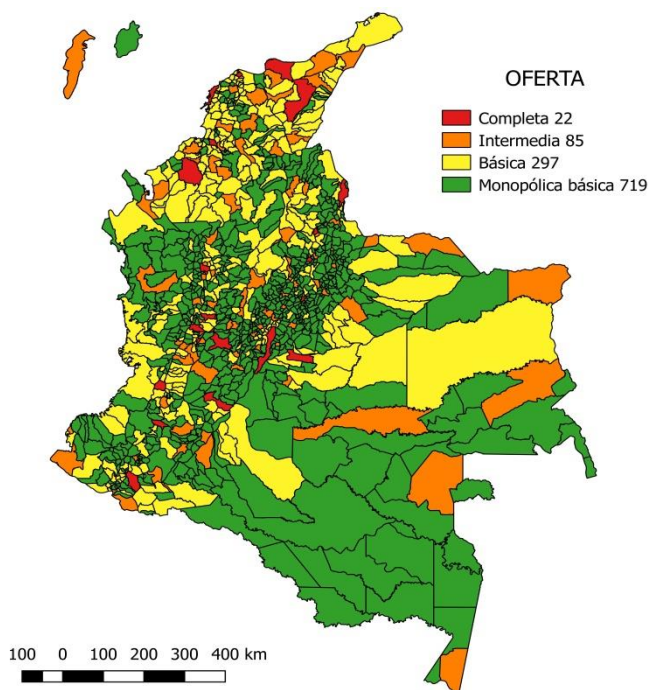 OFERTA
Completa 22
Intermedia 85
Básica 297
Monopólica básica 719
100 0 100 200 300 400 km